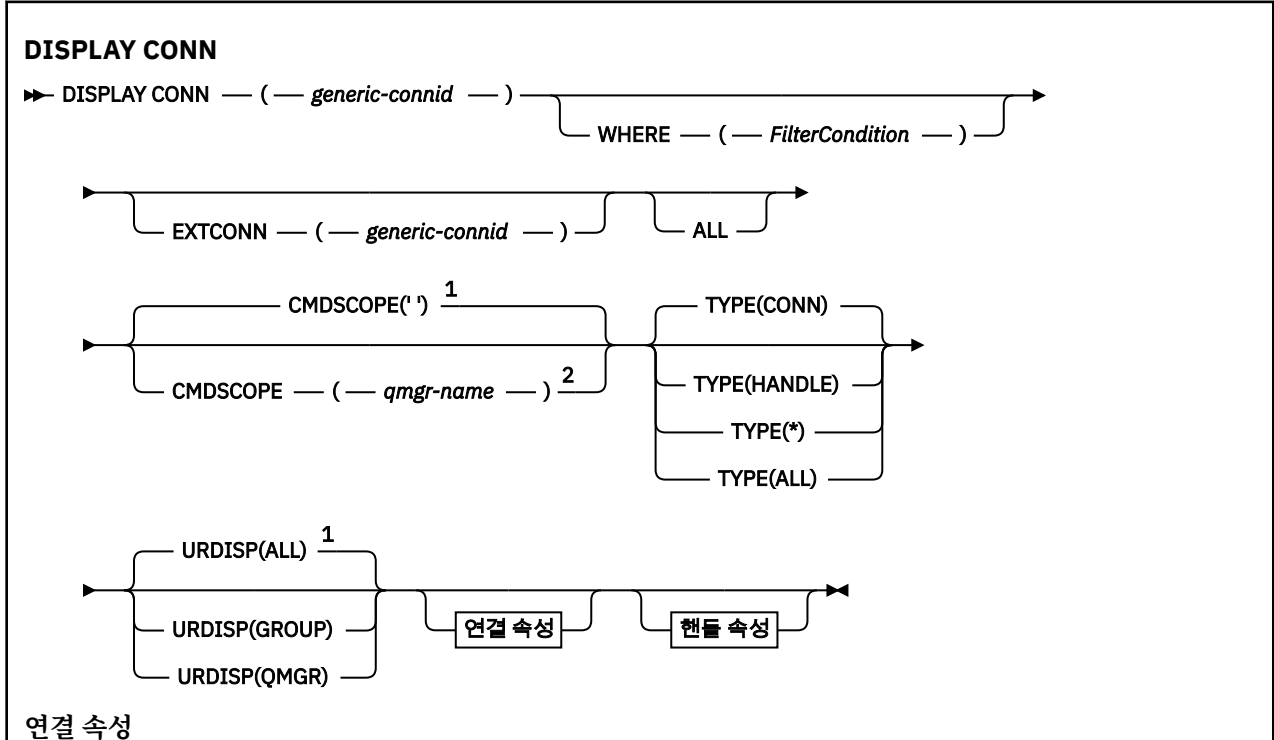 DISPLAY CONN
DISPLAY CONN ( generic-connid )
WHERE ( FilterCondition )
EXTCONN ( generic-connid )
ALL
CMDSCOPE(' ') 1
CMDSCOPE ( qmgr-name ) 2
TYPE(CONN)
TYPE(HANDLE)
TYPE(*)
TYPE(ALL)
URDISP(ALL) 1
URDISP(GROUP)
URDISP(QMGR)
연결 속성
핸들 속성
연결 속성